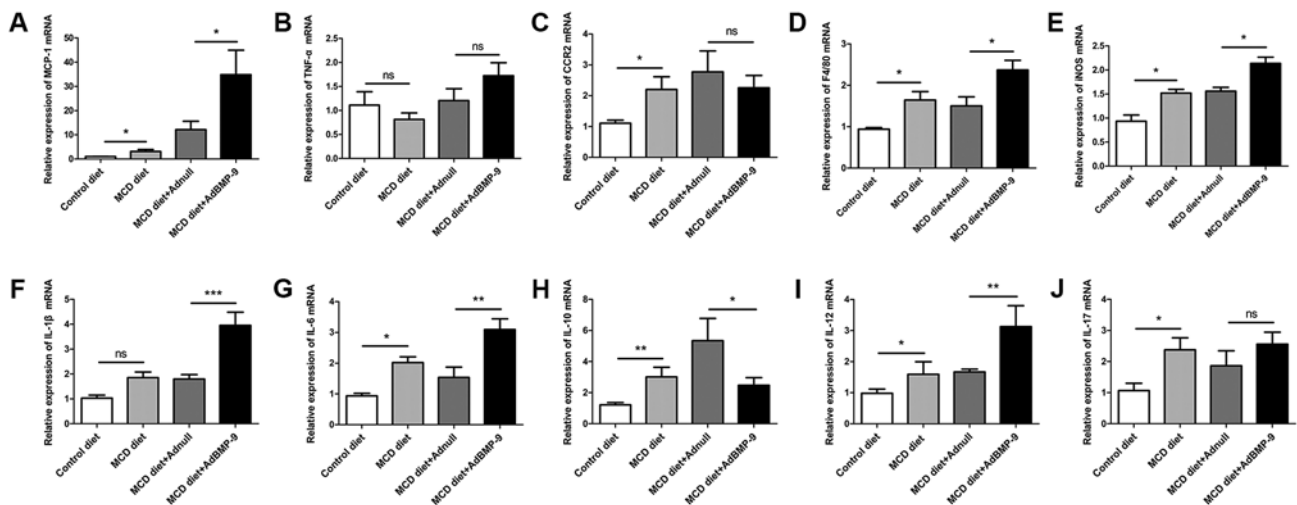 A
Relative expression of MCP-1 mRNA
50
40
30
20
10
0
*
*
Control diet
MCD diet
MCD diet+Adnull
MCD diet+AdBMP-9
B
Relative expression of TNF-α mRNA
2.5
2.0
1.5
1.0
0.5
0.0
ns
ns
Control diet
MCD diet
MCD diet+Adnull
MCD diet+AdBMP-9
C
Relative expression of CCR2 mRNA
4
3
2
1
0
*
ns
Control diet
MCD diet
MCD diet+Adnull
MCD diet+AdBMP-9
D
Relative expression of F4/80 mRNA
3
2
1
0
*
*
Control diet
MCD diet
MCD diet+Adnull
MCD diet+AdBMP-9
E
Relative expression of iNOS mRNA
2.5
2.0
1.5
1.0
0.5
0.0
*
*
Control diet
MCD diet
MCD diet+Adnull
MCD diet+AdBMP-9
F
Relative expression of IL-1β mRNA
5
4
3
2
1
0
ns
***
Control diet
MCD diet
MCD diet+Adnull
MCD diet+AdBMP-9
G
Relative expression of IL-6 mRNA
4
3
2
1
0
*
**
Control diet
MCD diet
MCD diet+Adnull
MCD diet+AdBMP-9
H
Relative expression of IL-10 mRNA
8
6
4
2
0
**
*
Control diet
MCD diet
MCD diet+Adnull
MCD diet+AdBMP-9
I
Relative expression of IL-12 mRNA
4
3
2
1
0
*
**
Control diet
MCD diet
MCD diet+Adnull
MCD diet+AdBMP-9
J
Relative expression of IL-17 mRNA
4
3
2
1
0
*
ns
Control diet
MCD diet
MCD diet+Adnull
MCD diet+AdBMP-9